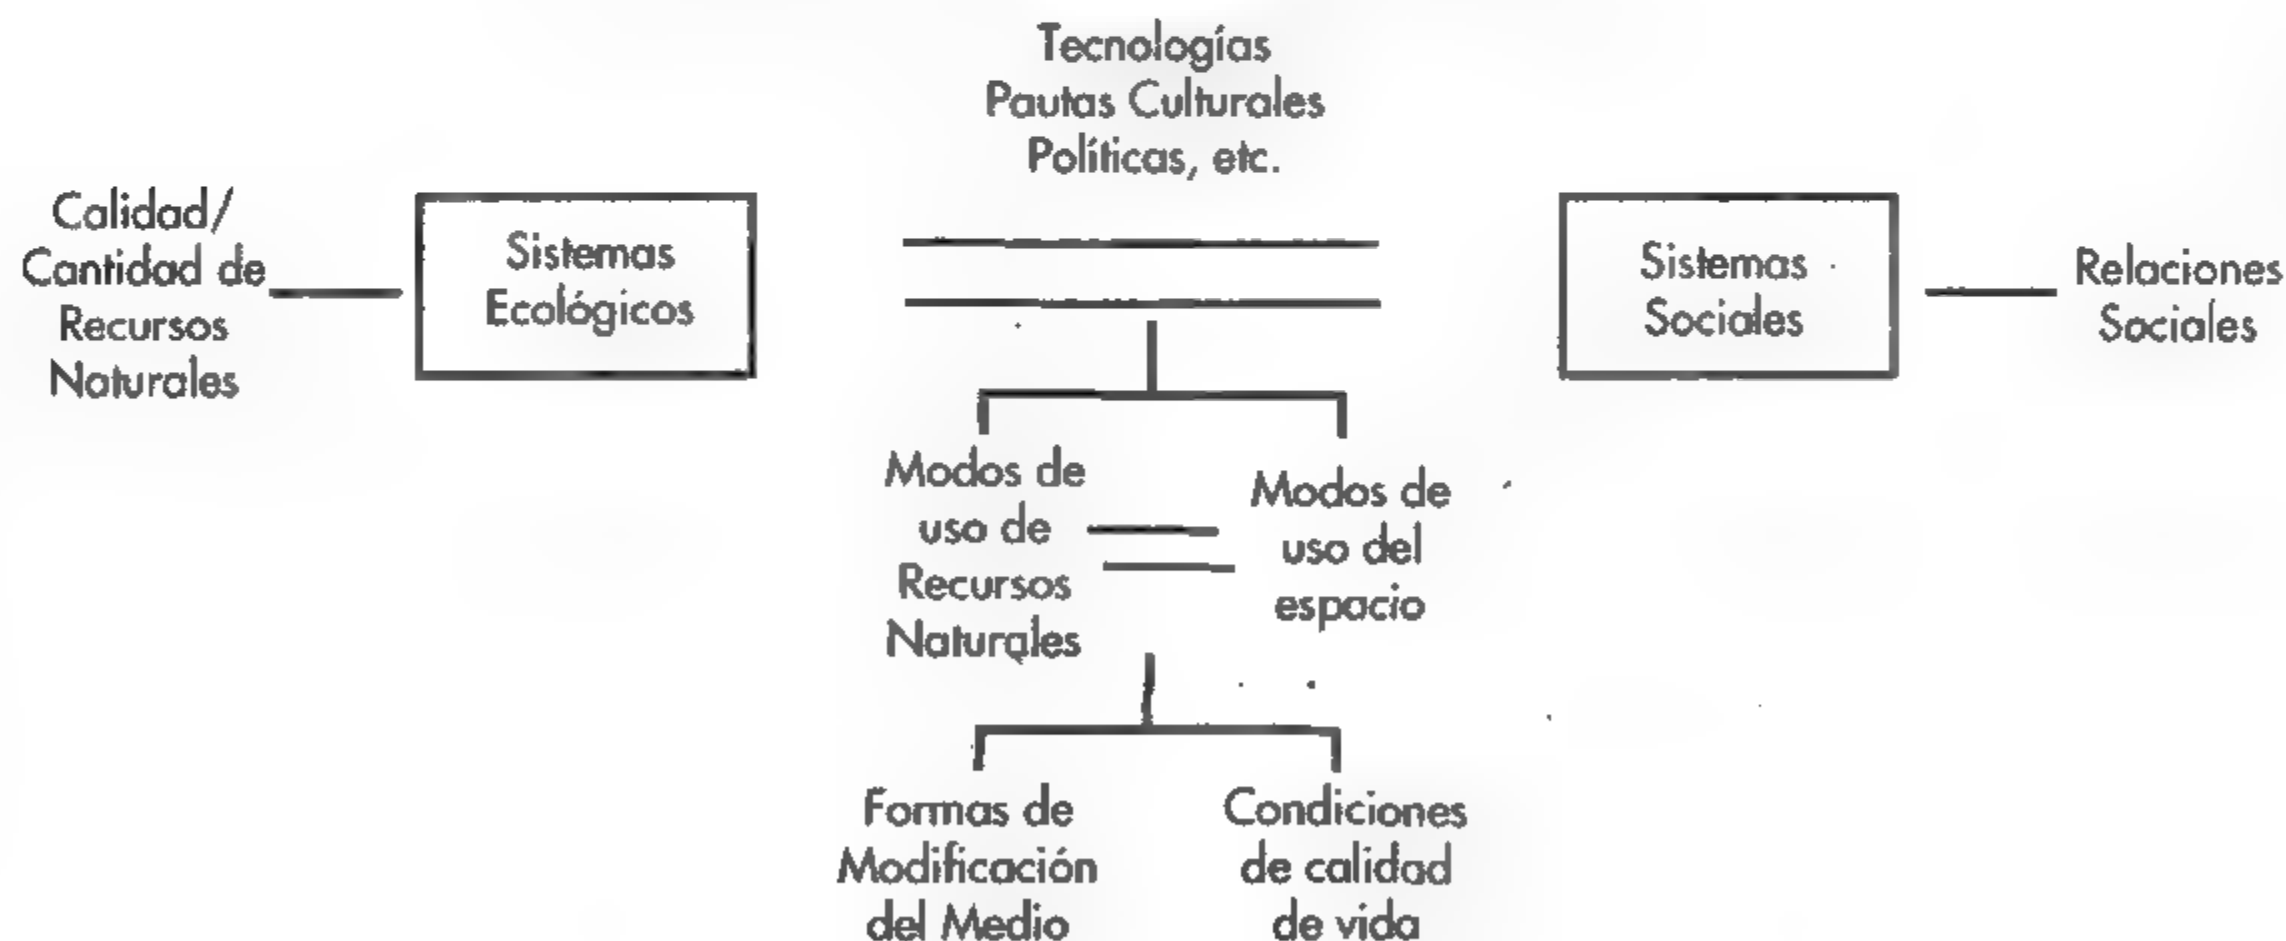 Tecnologías
Pautas Culturales
Políticas, etc.
Calidad/
Cantidad de
Recursos
Naturales
Sistemas
Ecológicos
Sistemas
Sociales
Relaciones
Sociales
Modos de
uso de
Recursos
Naturales
Modos de
uso del
espacio
Formas de
Modificación
del Medio
Condiciones
de calidad
de vida